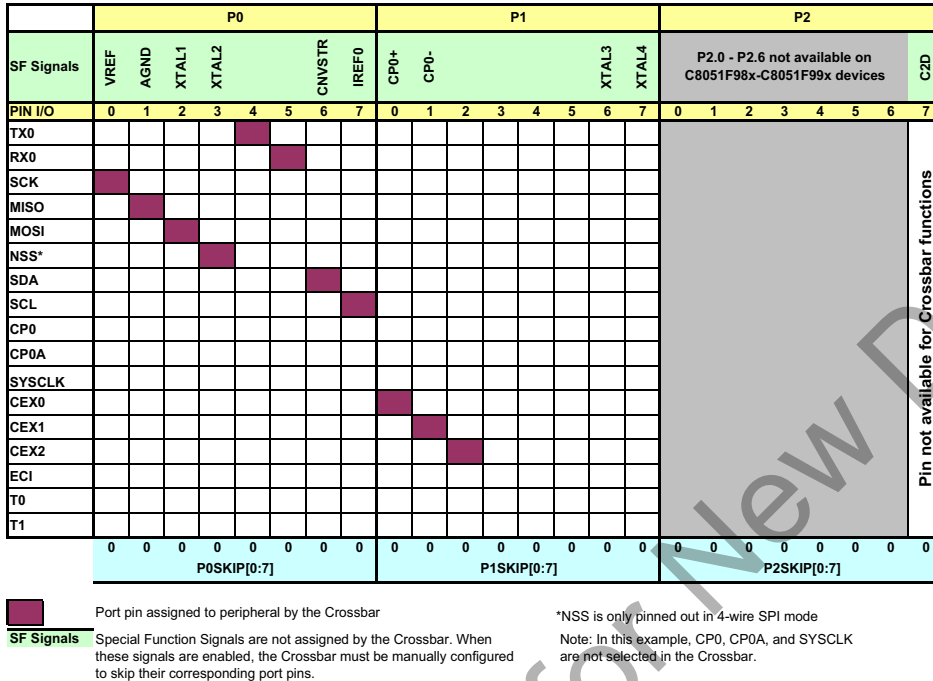 P0 P1 P2
SF Signals VREF AGND XTAL1 XTAL2 CNVSTR IREF0 CP0+ CP0- XTAL3 XTAL4 P2.0 - P2.6 not available on C8051F98x-C8051F99x devices C2D
PIN I/O 0 1 2 3 4 5 6 7 0 1 2 3 4 5 6 7 0 1 2 3 4 5 6 7
TX0
RX0
SCK
MISO
MOSI
NSS*
SDA
SCL
CP0
CP0A
SYSCLK
CEX0
CEX1
CEX2
ECI
T0
T1
Pin not available for Crossbar functions
0 0 0 0 0 0 0 0 0 0 0 0 0 0 0 0 0 0 0 0 0 0 0 0
P0SKIP[0:7] P1SKIP[0:7] P2SKIP[0:7]
Port pin assigned to peripheral by the Crossbar
*NSS is only pinned out in 4-wire SPI mode
SF Signals Special Function Signals are not assigned by the Crossbar. When
these signals are enabled, the Crossbar must be manually configured
to skip their corresponding port pins.
Note: In this example, CP0, CP0A, and SYSCLK
are not selected in the Crossbar.
for New